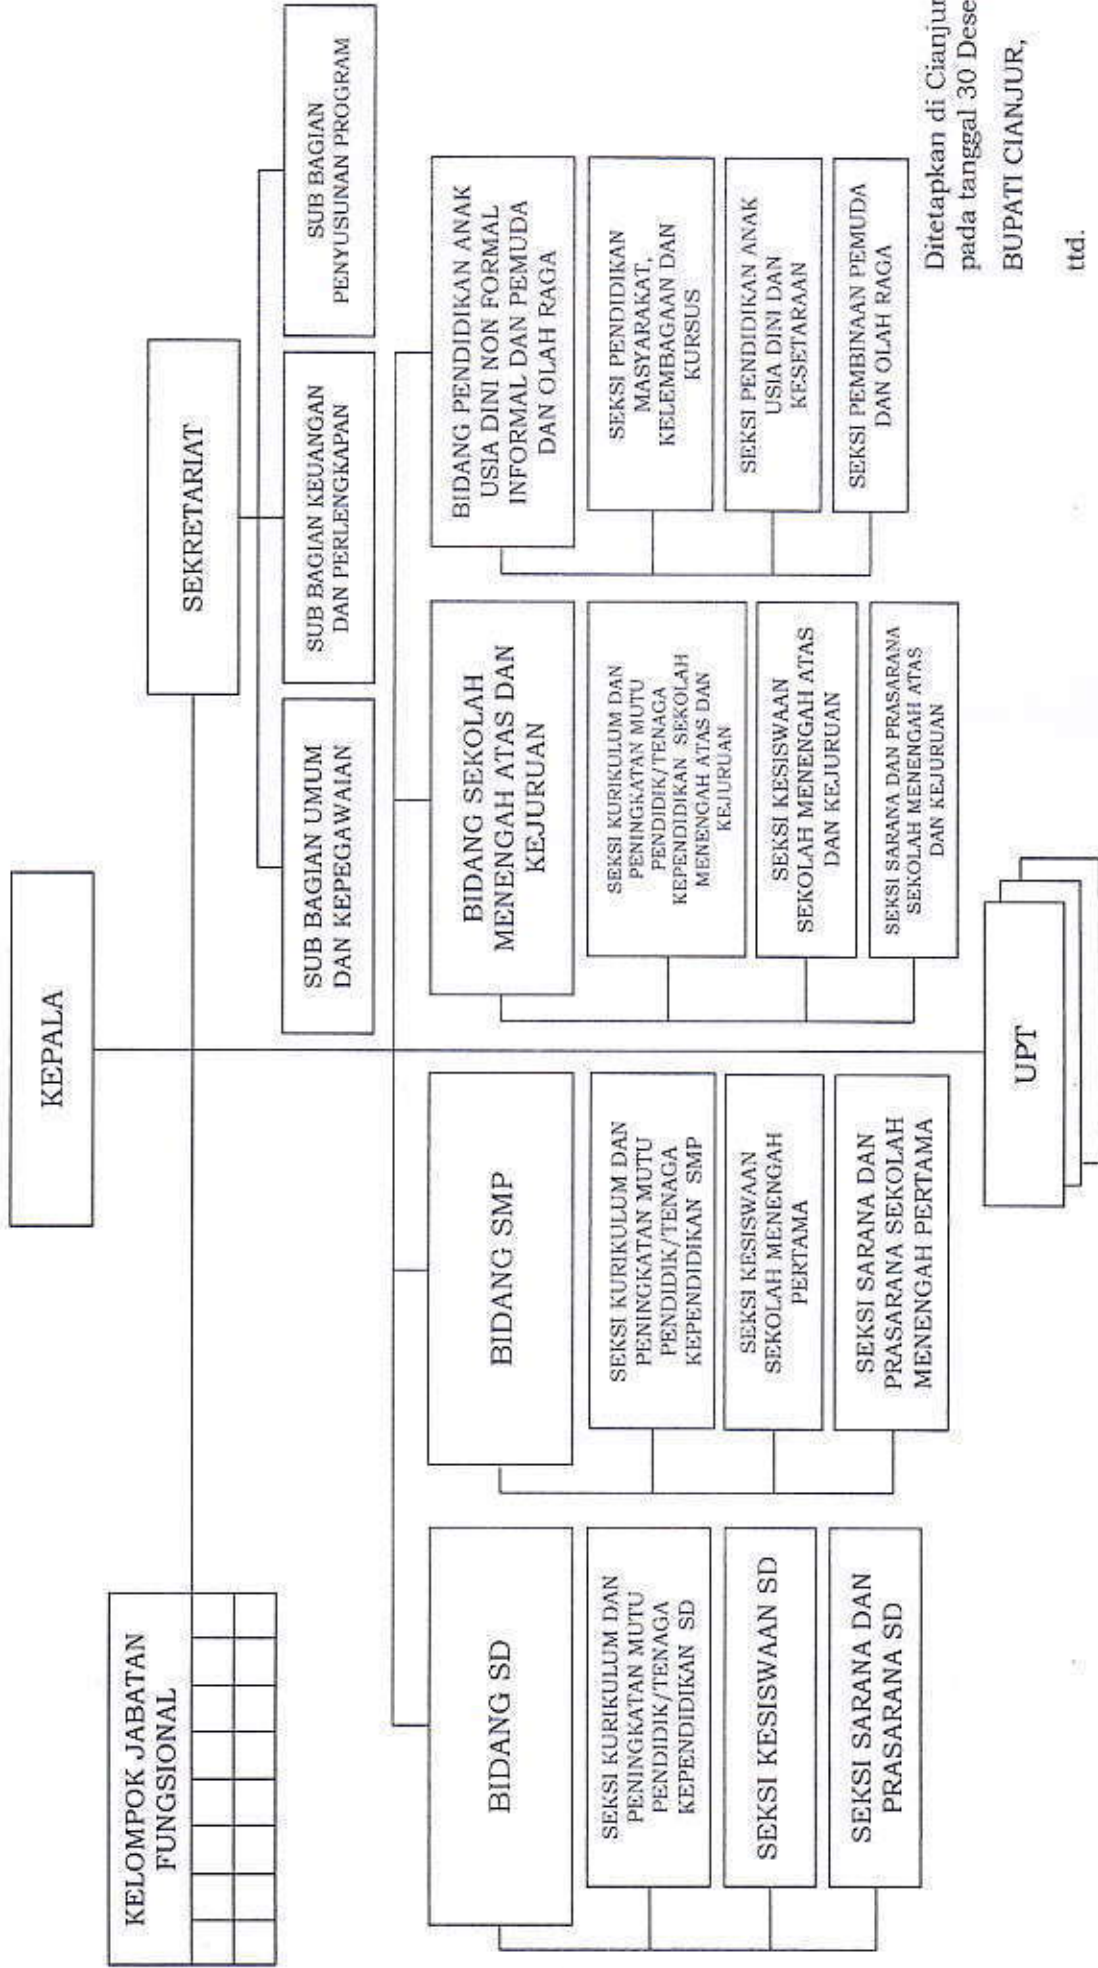 KEPALA
KELOMPOK JABATAN
FUNGSIONAL
SEKRETARIAT
SUB BAGIAN UMUM
DAN KEPEGAWAIAN
SUB BAGIAN KEUANGAN
DAN PERLENGKAPAN
SUB BAGIAN
PENYUSUNAN PROGRAM
BIDANG SD
SEKSI KURIKULUM DAN
PENINGKATAN MUTU
PENDIDIK/TENAGA
KEPENDIDIKAN SD
SEKSI KESISWAAN SD
SEKSI SARANA DAN
PRASARANA SD
BIDANG SMP
SEKSI KURIKULUM DAN
PENINGKATAN MUTU
PENDIDIK/TENAGA
KEPENDIDIKAN SMP
SEKSI KESISWAAN
SEKOLAH MENENGAH
PERTAMA
SEKSI SARANA DAN
PRASARANA SEKOLAH
MENENGAH PERTAMA
BIDANG SEKOLAH
MENENGAH ATAS DAN
KEJURUAN
SEKSI KURIKULUM DAN
PENINGKATAN MUTU
PENDIDIK/TENAGA
KEPENDIDIKAN SEKOLAH
MENENGAH ATAS DAN
KEJURUAN
SEKSI KESISWAAN
SEKOLAH MENENGAH ATAS
DAN KEJURUAN
SEKSI SARANA DAN PRASARANA
SEKOLAH MENENGAH ATAS
DAN KEJURUAN
BIDANG PENDIDIKAN ANAK
USIA DINI NON FORMAL
INFORMAL DAN PEMUDA
DAN OLAH RAGA
SEKSI PENDIDIKAN
MASYARAKAT,
KELEMBAGAAN DAN
KURSUS
SEKSI PENDIDIKAN ANAK
USIA DINI DAN
KESETARAAN
SEKSI PEMBINAAN PEMUDA
DAN OLAH RAGA
UPT
Ditetapkan di Cianjur
pada tanggal 30 Dese
BUPATI CIANJUR,
ttd.